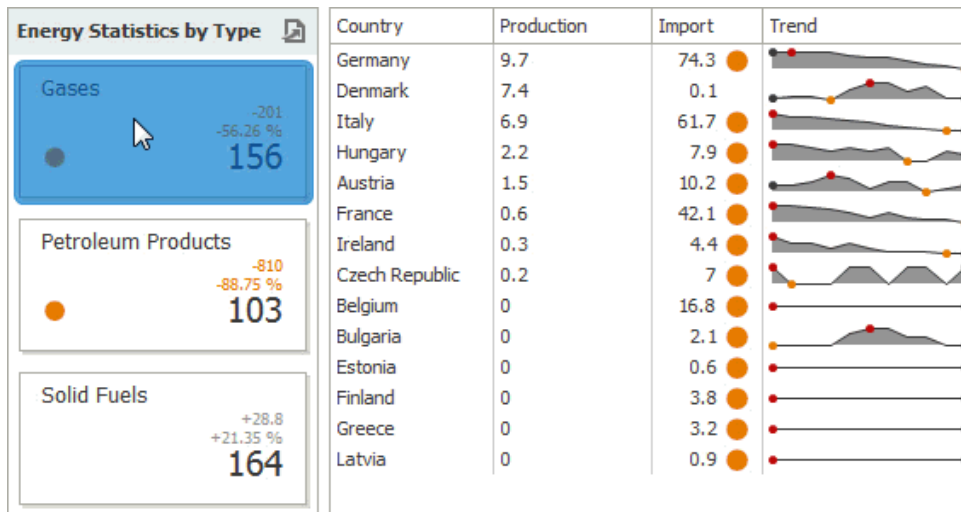 Energy Statistics by Type
Gases
-201
-56.26 %
156
Petroleum Products
-810
-88.75 %
103
Solid Fuels
+28.8
+21.35 %
164
Country Production Import Trend
Germany 9.7 74.3
Denmark 7.4 0.1
Italy 6.9 61.7
Hungary 2.2 7.9
Austria 1.5 10.2
France 0.6 42.1
Ireland 0.3 4.4
Czech Republic 0.2 7
Belgium 0 16.8
Bulgaria 0 2.1
Estonia 0 0.6
Finland 0 3.8
Greece 0 3.2
Latvia 0 0.9